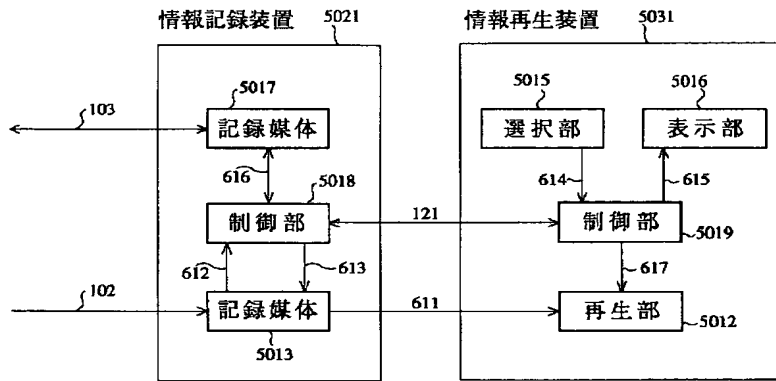 情報記録装置
5021
情報再生装置
5031
5017
5015
5016
103
記録媒体
選択部
表示部
616
5018
614
615
制御部
121
制御部
5019
612
613
617
102
記録媒体
611
再生部
5013
5012